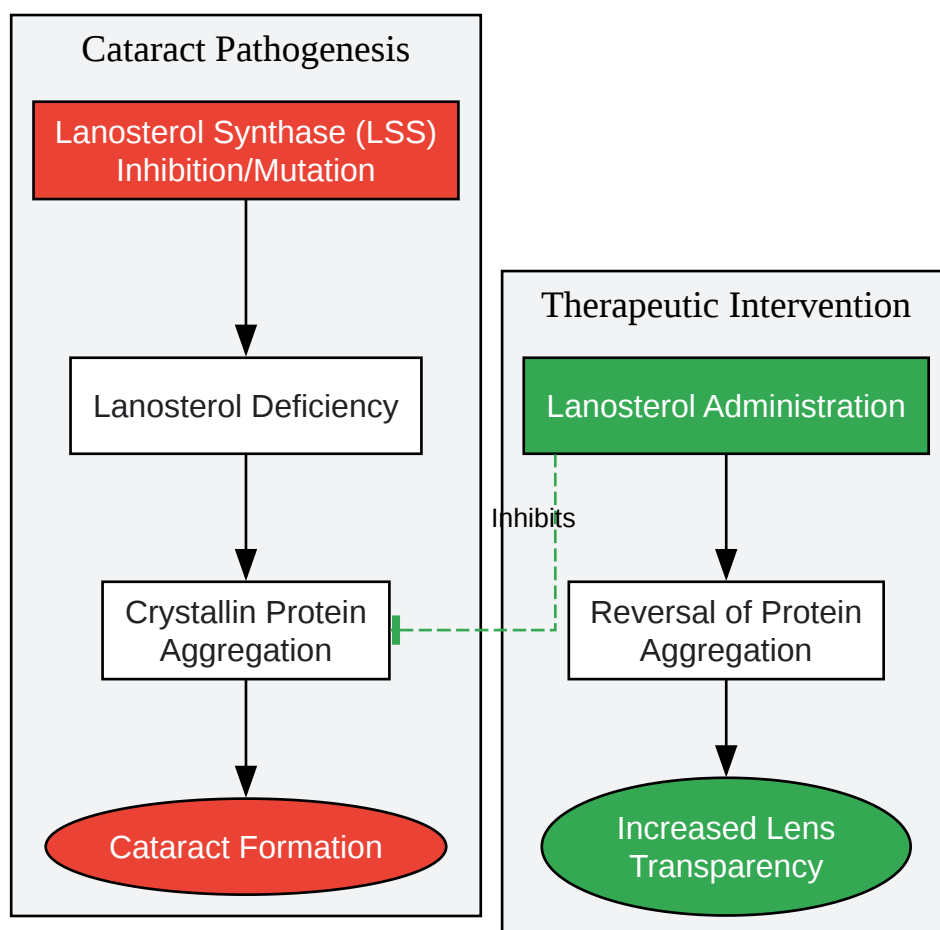 Cataract Pathogenesis
Lanosterol Synthase (LSS)
Inhibition/Mutation
Lanosterol Deficiency
Crystallin Protein
Aggregation
Cataract Formation
Therapeutic Intervention
Lanosterol Administration
Inhibits
Reversal of Protein
Aggregation
Increased Lens
Transparency